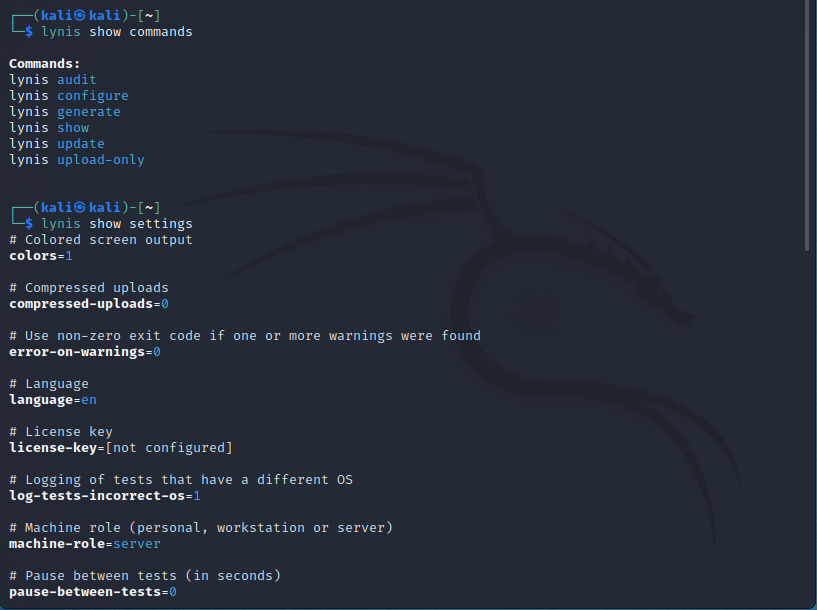 ┌──(kali㉿kali)-[~]
└─$ lynis show commands
Commands:
lynis audit
lynis configure
lynis generate
lynis show
lynis update
lynis upload-only
┌──(kali㉿kali)-[~]
└─$ lynis show settings
# Colored screen output
colors=1
# Compressed uploads
compressed-uploads=0
# Use non-zero exit code if one or more warnings were found
error-on-warnings=0
# Language
language=en
# License key
license-key=[not configured]
# Logging of tests that have a different OS
log-tests-incorrect-os=1
# Machine role (personal, workstation or server)
machine-role=server
# Pause between tests (in seconds)
pause-between-tests=0